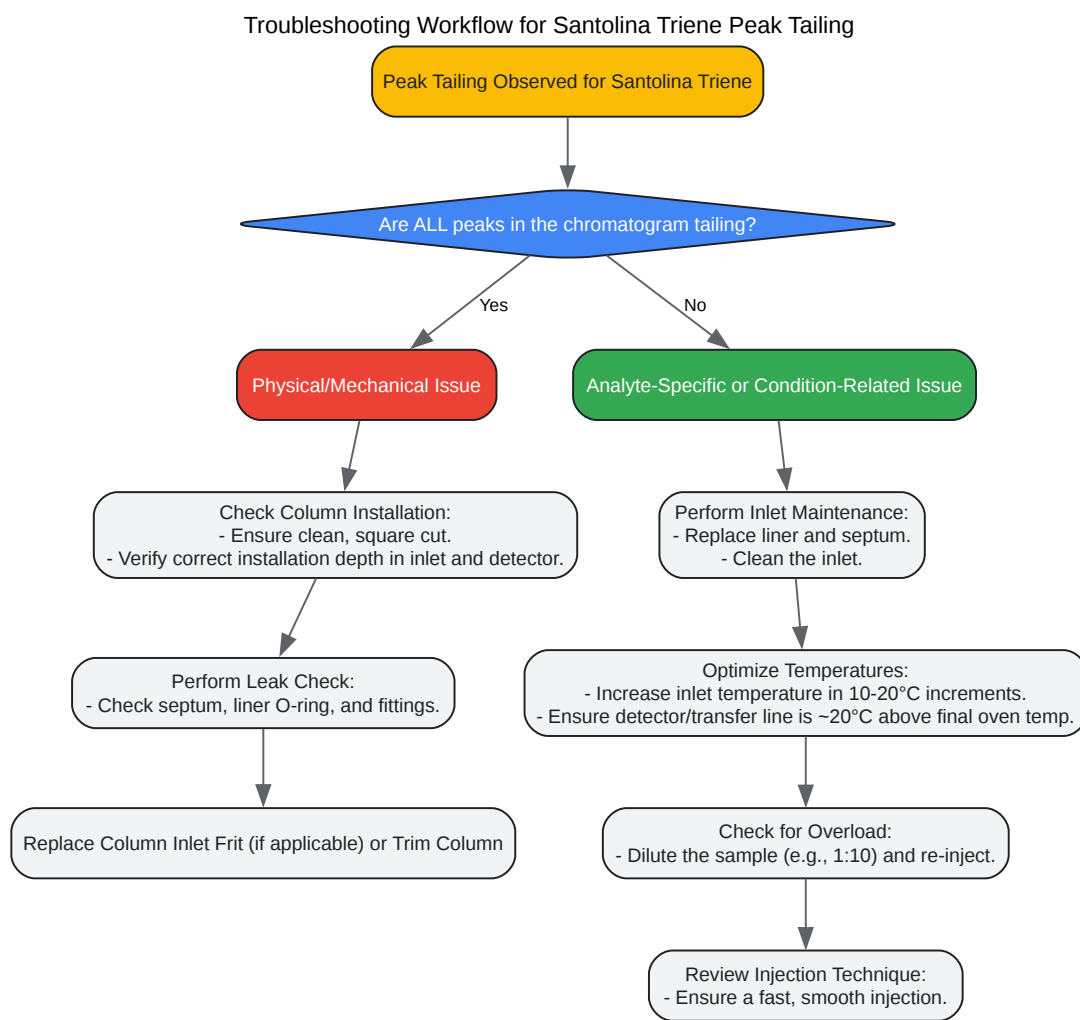 Troubleshooting Workflow for Santolina Triene Peak Tailing
Peak Tailing Observed for Santolina Triene
Are ALL peaks in the chromatogram tailing?
Yes
No
Physical/Mechanical Issue
Analyte-Specific or Condition-Related Issue
Check Column Installation:
- Ensure clean, square cut.
- Verify correct installation depth in inlet and detector.
Perform Inlet Maintenance:
- Replace liner and septum.
- Clean the inlet.
Perform Leak Check:
- Check septum, liner O-ring, and fittings.
Optimize Temperatures:
- Increase inlet temperature in 10-20°C increments.
- Ensure detector/transfer line is ~20°C above final oven temp.
Replace Column Inlet Frit (if applicable) or Trim Column
Check for Overload:
- Dilute the sample (e.g., 1:10) and re-inject.
Review Injection Technique:
- Ensure a fast, smooth injection.